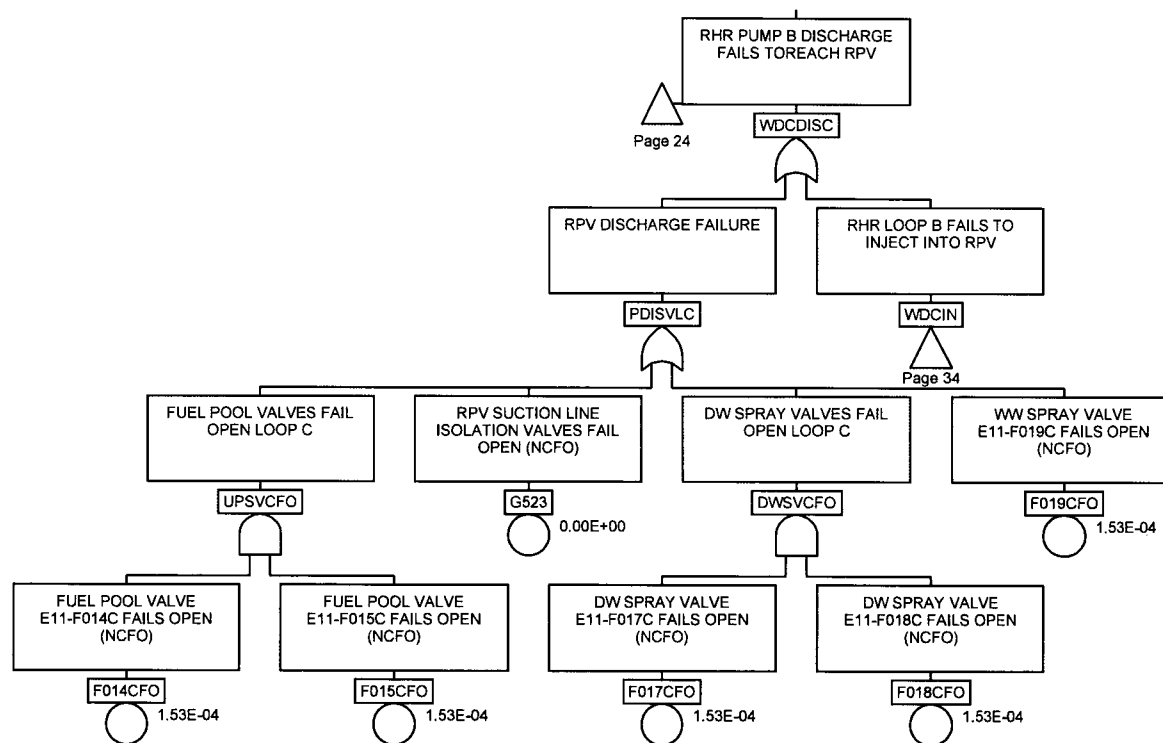 RHR PUMP B DISCHARGE
FAILS TOREACH RPV
Page 24
WDCDISC
RPV DISCHARGE FAILURE
RHR LOOP B FAILS TO
INJECT INTO RPV
PDISVLC
WDCIN
Page 34
FUEL POOL VALVES FAIL
OPEN LOOP C
RPV SUCTION LINE
ISOLATION VALVES FAIL
OPEN (NCFO)
DW SPRAY VALVES FAIL
OPEN LOOP C
WW SPRAY VALVE
E11-F019C FAILS OPEN
(NCFO)
UPSVCFO
G523
0.00E+00
DWSVCFO
F019CFO
1.53E-04
FUEL POOL VALVE
E11-F014C FAILS OPEN
(NCFO)
FUEL POOL VALVE
E11-F015C FAILS OPEN
(NCFO)
DW SPRAY VALVE
E11-F017C FAILS OPEN
(NCFO)
DW SPRAY VALVE
E11-F018C FAILS OPEN
(NCFO)
F014CFO
1.53E-04
F015CFO
1.53E-04
F017CFO
1.53E-04
F018CFO
1.53E-04